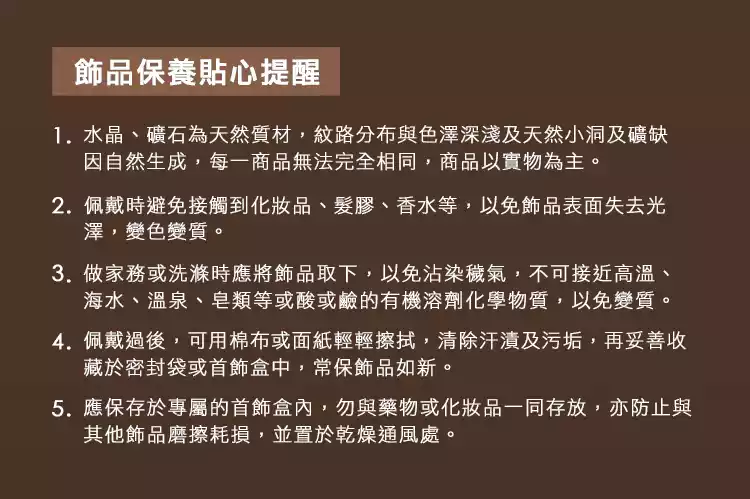 飾品保養貼心提醒
1. 水晶、礦石為天然質材，紋路分布與色澤深淺及天然小洞及礦缺
因自然生成，每一商品無法完全相同，商品以實物為主。
2. 佩戴時避免接觸到化妝品、髮膠、香水等，以免飾品表面失去光
澤，變色變質。
3. 做家務或洗滌時應將飾品取下，以免沾染穢氣，不可接近高溫、
海水、溫泉、皂類等或酸或鹼的有機溶劑化學物質，以免變質。
4. 佩戴過後，可用棉布或面紙輕輕擦拭，清除汗漬及污垢，再妥善收
藏於密封袋或首飾盒中，常保飾品如新。
5. 應保存於專屬的首飾盒內，勿與藥物或化妝品一同存放，亦防止與
其他飾品磨擦耗損，並置於乾燥通風處。